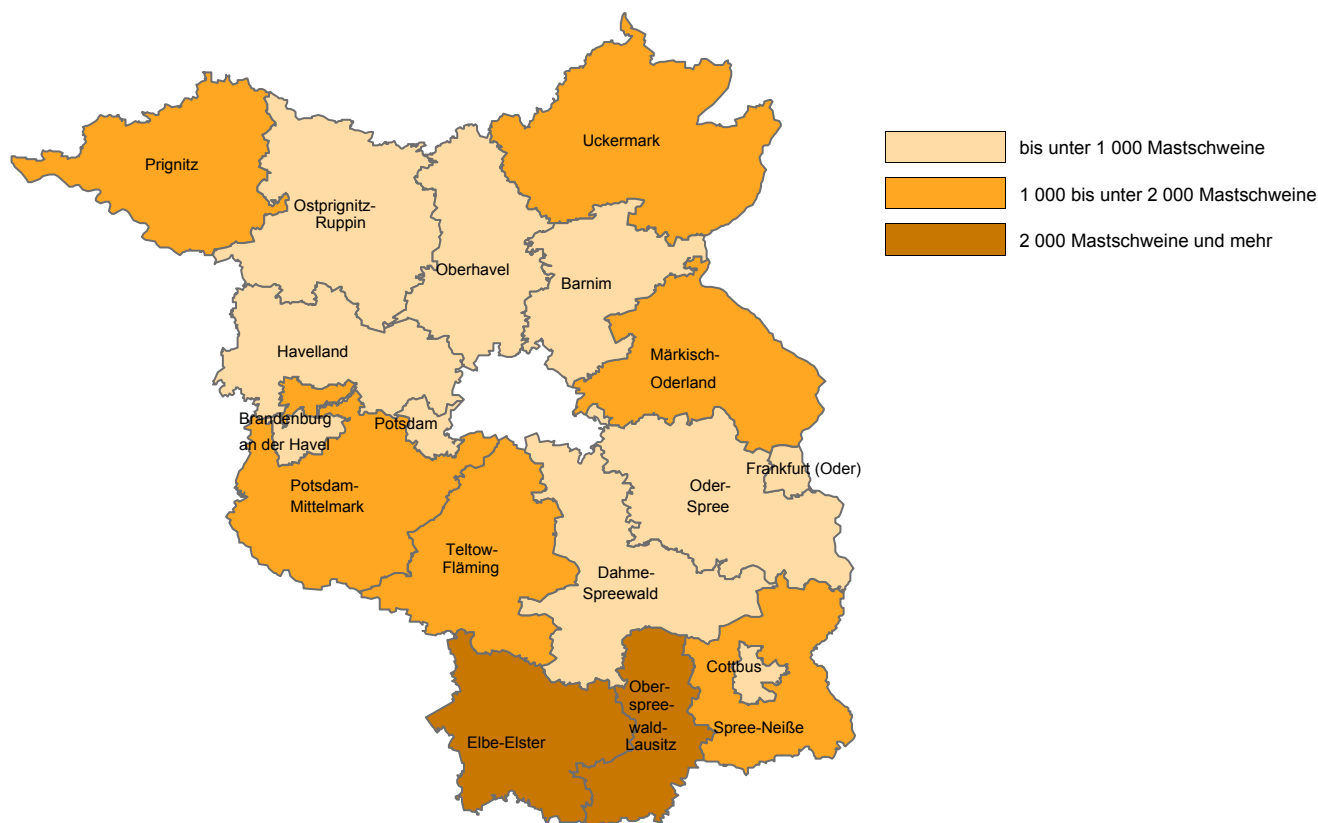 Uckermark
Prignitz
Ostprignitz-
Ruppin
Oberhavel
Barnim
Havelland
Märkisch-
Oderland
Brandenburg
an der Havel
Potsdam
Frankfurt (Oder)
Potsdam-
Mittelmark
Oder-
Spree
Teltow-
Fläming
Dahme-
Spreewald
Cottbus
Ober-
spree-
wald-
Lausitz
Spree-Neiße
Elbe-Elster
bis unter 1 000 Mastschweine
1 000 bis unter 2 000 Mastschweine
2 000 Mastschweine und mehr